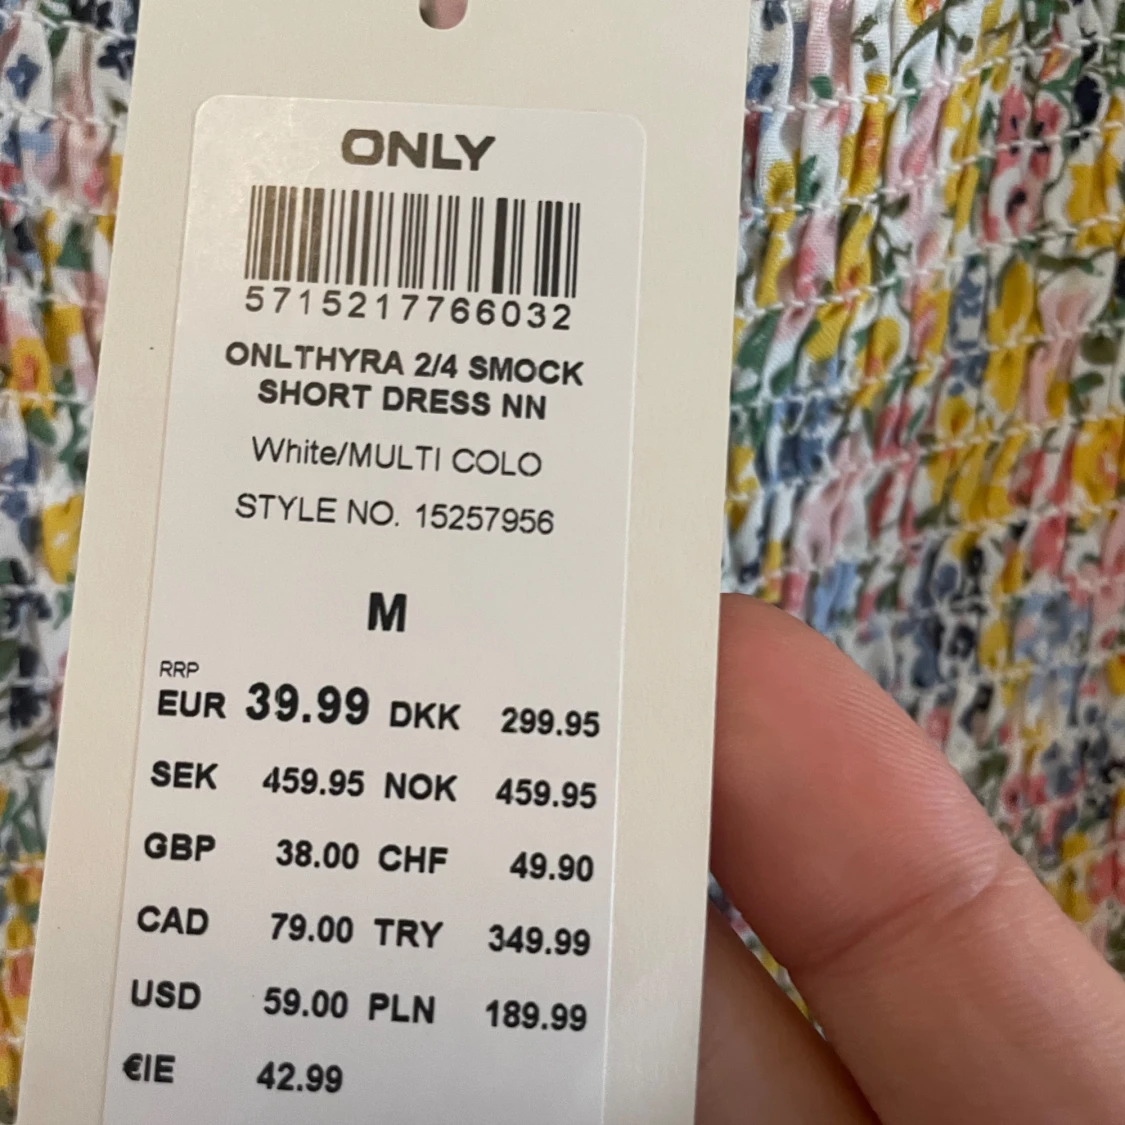 ONLY
5715217766032
ONLTHYRA 2/4 SMOCK
SHORT DRESS NN
White/MULTI COLO
STYLE NO. 15257956
M
RRP
EUR 39.99 DKK 299.95
SEK 459.95 NOK 459.95
GBP 38.00 CHF 49.90
CAD 79.00 TRY 349.99
USD 59.00 PLN 189.99
€IE 42.99